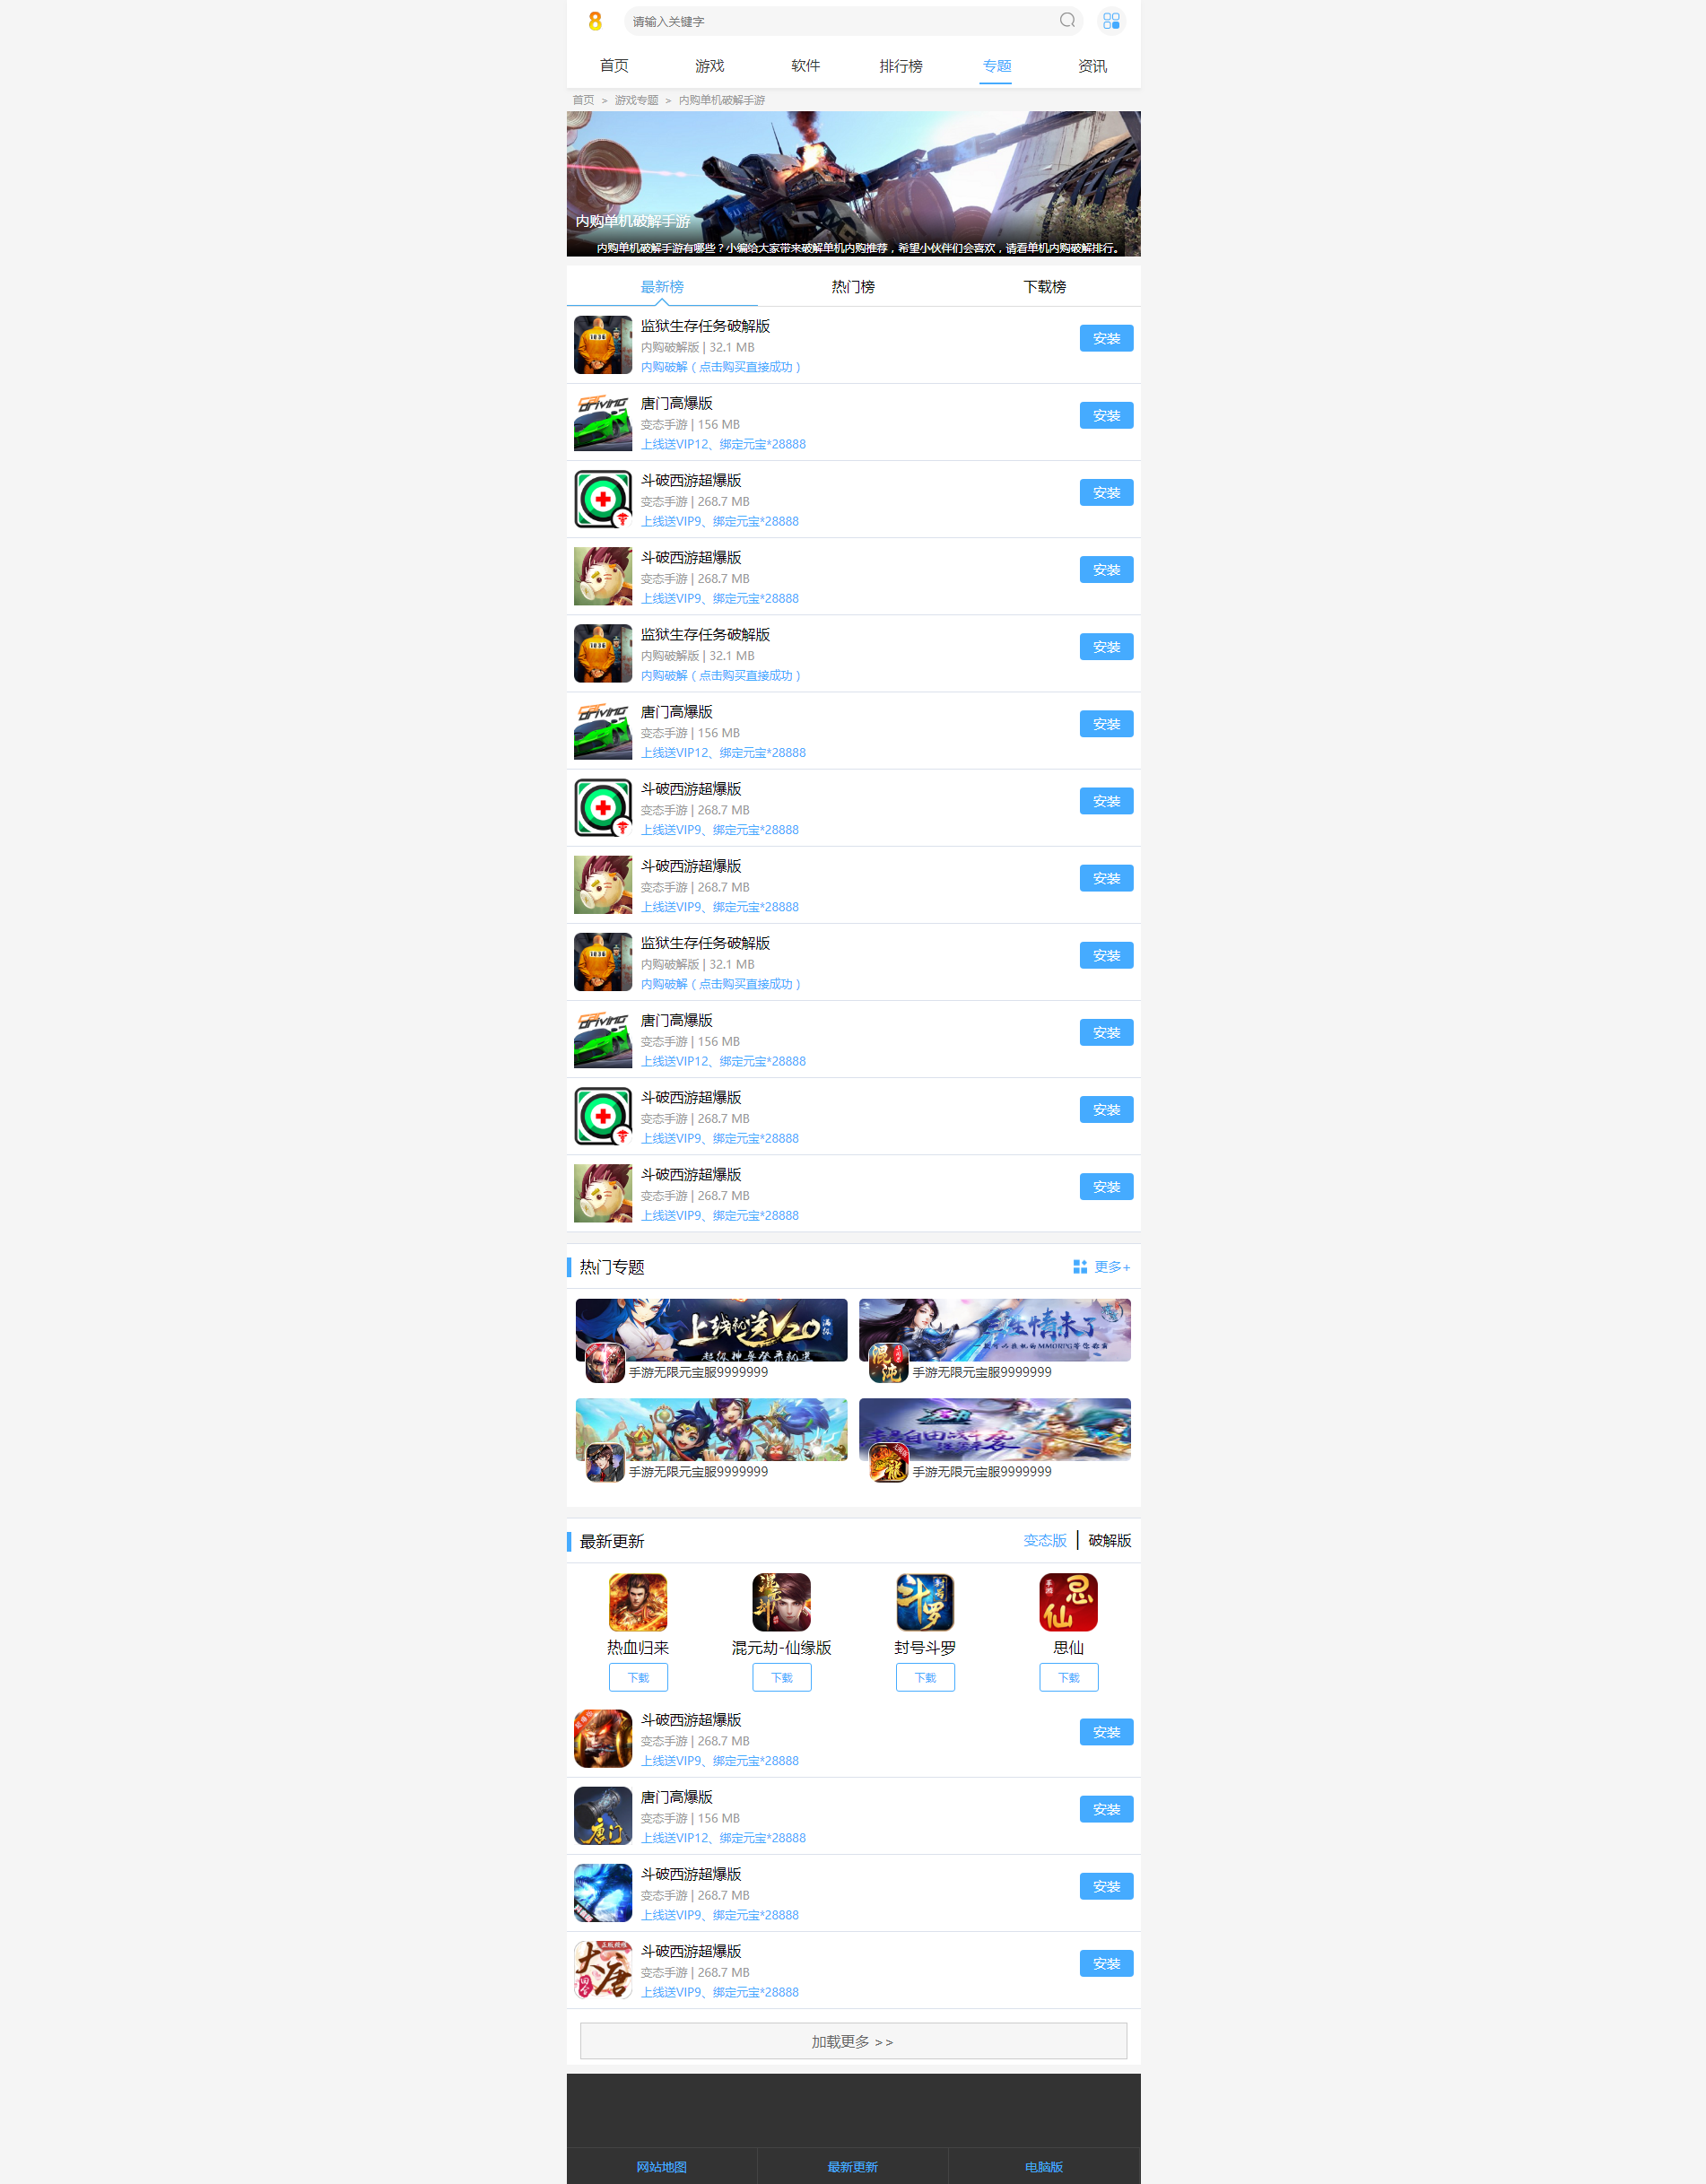 8
请输入关键字
首页 游戏 软件 排行榜 专题 资讯
首页 > 游戏专题 > 内购单机破解手游
内购单机破解手游
内购单机破解手游有哪些？小编给大家带来破解单机内购推荐，希望小伙伴们会喜欢，请看单机内购破解排行。
最新榜 热门榜 下载榜
监狱生存任务破解版
内购破解版 | 32.1 MB
内购破解（点击购买直接成功）
安装
唐门高爆版
变态手游 | 156 MB
上线送VIP12、绑定元宝*28888
安装
斗破西游超爆版
变态手游 | 268.7 MB
上线送VIP9、绑定元宝*28888
安装
斗破西游超爆版
变态手游 | 268.7 MB
上线送VIP9、绑定元宝*28888
安装
监狱生存任务破解版
内购破解版 | 32.1 MB
内购破解（点击购买直接成功）
安装
唐门高爆版
变态手游 | 156 MB
上线送VIP12、绑定元宝*28888
安装
斗破西游超爆版
变态手游 | 268.7 MB
上线送VIP9、绑定元宝*28888
安装
斗破西游超爆版
变态手游 | 268.7 MB
上线送VIP9、绑定元宝*28888
安装
监狱生存任务破解版
内购破解版 | 32.1 MB
内购破解（点击购买直接成功）
安装
唐门高爆版
变态手游 | 156 MB
上线送VIP12、绑定元宝*28888
安装
斗破西游超爆版
变态手游 | 268.7 MB
上线送VIP9、绑定元宝*28888
安装
斗破西游超爆版
变态手游 | 268.7 MB
上线送VIP9、绑定元宝*28888
安装
热门专题 更多+
上线就送V20 满级
手游无限元宝服9999999
情未了
混沌
手游无限元宝服9999999
手游无限元宝服9999999
龍
手游无限元宝服9999999
最新更新 变态版 | 破解版
混元劫 封号斗罗 思仙
热血归来 混元劫-仙缘版 封号斗罗 思仙
下载 下载 下载 下载
斗破西游超爆版
变态手游 | 268.7 MB
上线送VIP9、绑定元宝*28888
安装
唐门
唐门高爆版
变态手游 | 156 MB
上线送VIP12、绑定元宝*28888
安装
斗破西游超爆版
变态手游 | 268.7 MB
上线送VIP9、绑定元宝*28888
安装
大唐
斗破西游超爆版
变态手游 | 268.7 MB
上线送VIP9、绑定元宝*28888
安装
加载更多 >>
网站地图 最新更新 电脑版